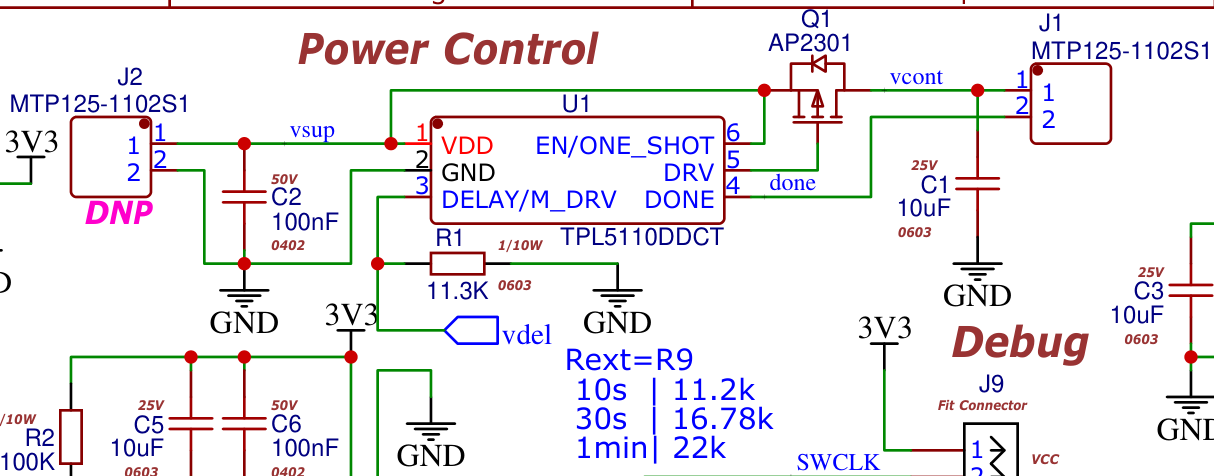 Power Control
Q1
AP2301
J1
MTP125-1102S1
J2
MTP125-1102S1
3V3
1
2
1
2
DNP
vsup
50V
C2
100nF
0402
GND
U1
1
2
3
VDD
GND
DELAY/M_DRV
EN/ONE_SHOT
DRV
DONE
6
5
4
TPL5110DDCT
done
vcont
1
2
1
2
25V
C1
10uF
0603
GND
R1
1/10W
11.3K
0603
GND
vdel
3V3
Rext=R9
10s | 11.2k
30s | 16.78k
1min| 22k
25V
C3
10uF
0603
GND
/10W
R2
100K
25V
C5
10uF
0603
50V
C6
100nF
0402
GND
3V3
Debug
J9
Fit Connector
1
VCC
SWCLK